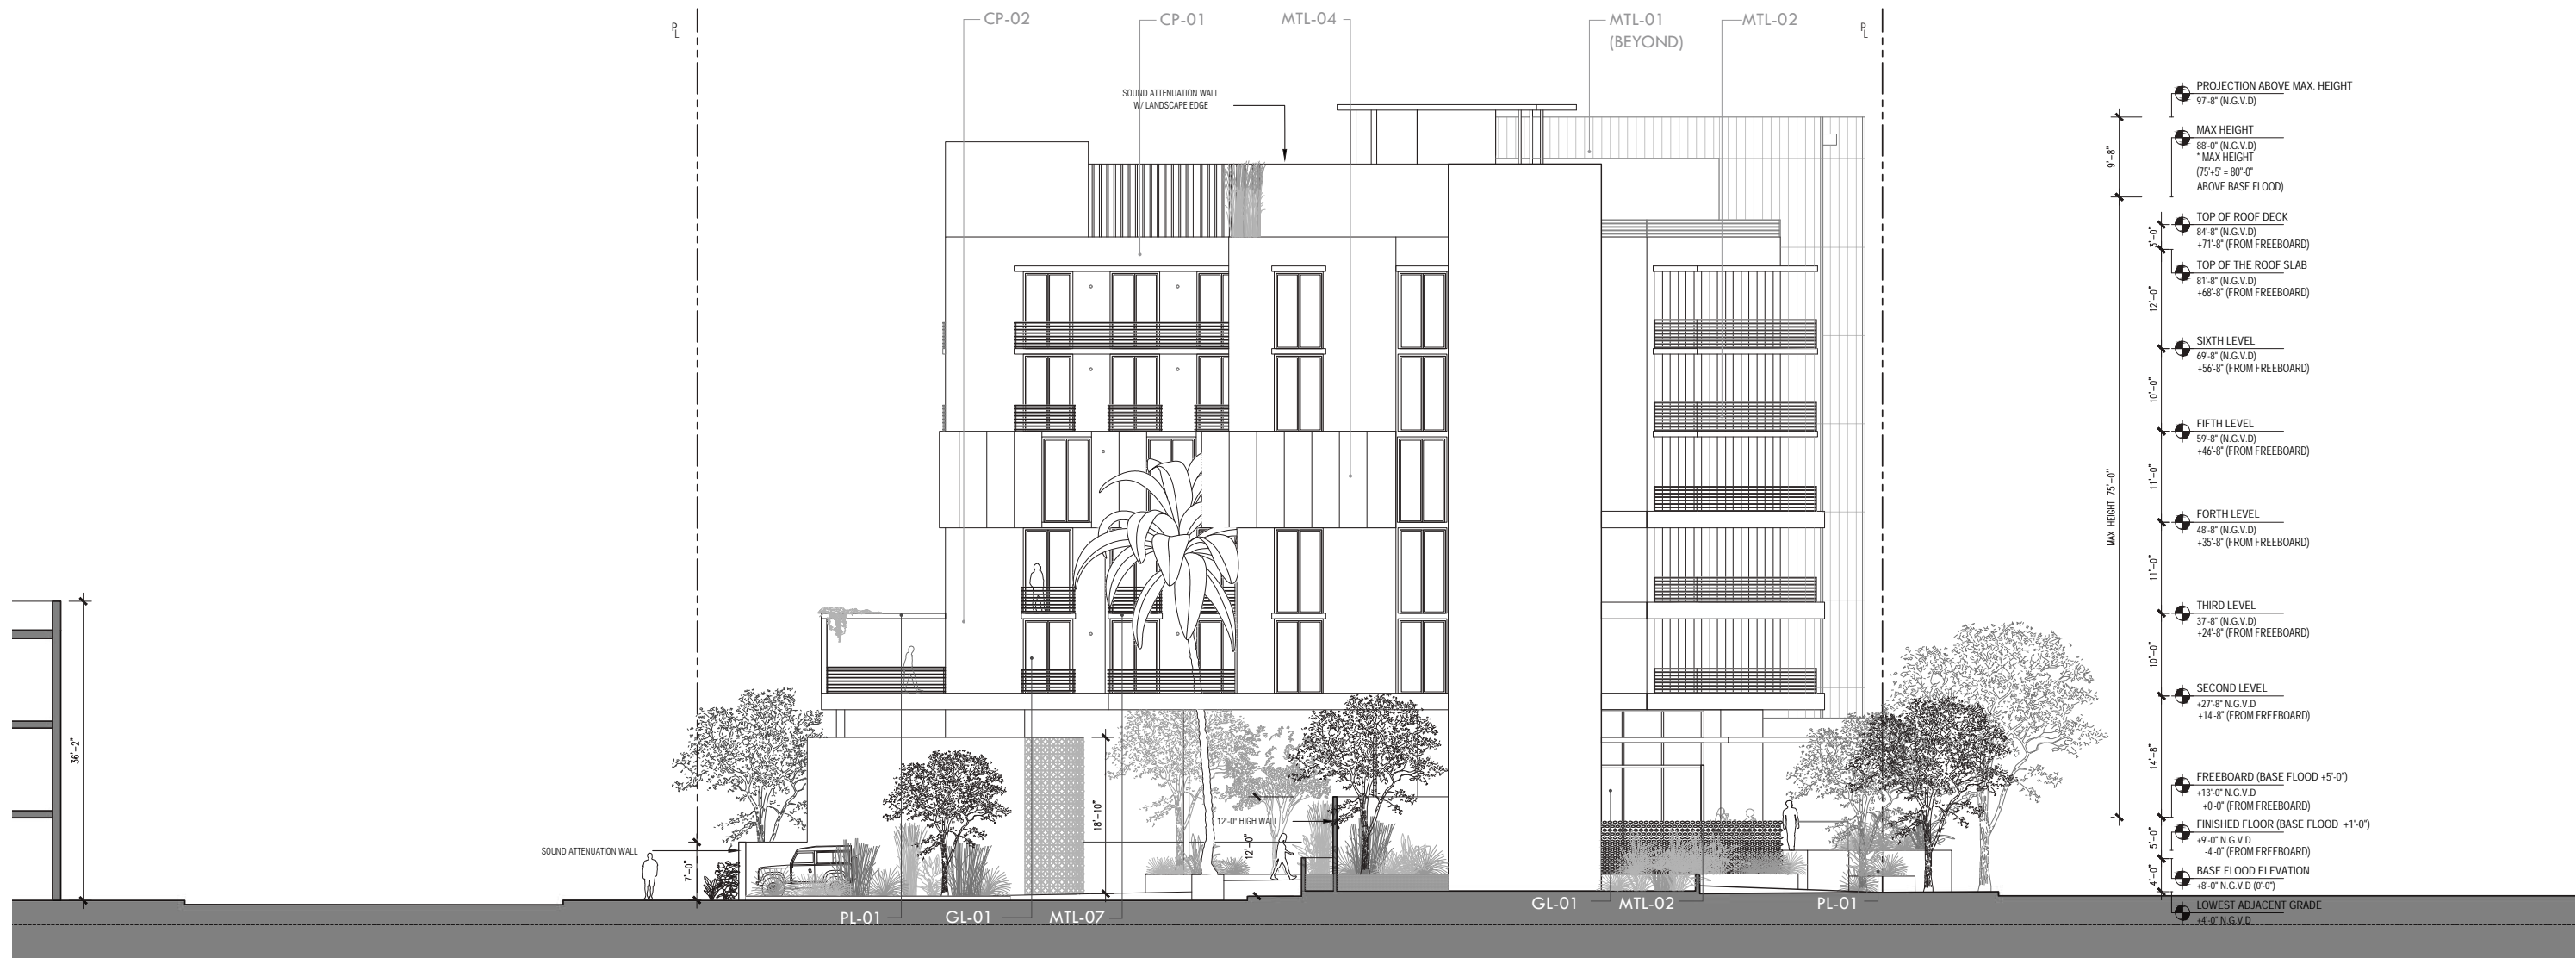 CP-02
CP-01
MTL-04
MTL-01
(BEYOND)
MTL-02
PL
PL
SOUND ATTENUATION WALL
W/ LANDSCAPE EDGE
PROJECTION ABOVE MAX. HEIGHT
97'-8" (N.G.V.D)
MAX HEIGHT
88'-0" (N.G.V.D)
* MAX HEIGHT
(75'+5' = 80"-0"
ABOVE BASE FLOOD)
TOP OF ROOF DECK
84'-8" (N.G.V.D)
+71'-8" (FROM FREEBOARD)
TOP OF THE ROOF SLAB
81'-8" (N.G.V.D)
+68'-8" (FROM FREEBOARD)
SIXTH LEVEL
69'-8" (N.G.V.D)
+56'-8" (FROM FREEBOARD)
FIFTH LEVEL
59'-8" (N.G.V.D)
+46'-8" (FROM FREEBOARD)
FORTH LEVEL
48'-8" (N.G.V.D)
+35'-8" (FROM FREEBOARD)
THIRD LEVEL
37'-8" (N.G.V.D)
+24'-8" (FROM FREEBOARD)
SECOND LEVEL
+27'-8" N.G.V.D
+14'-8" (FROM FREEBOARD)
FREEBOARD (BASE FLOOD +5'-0")
+13'-0" N.G.V.D
+0'-0" (FROM FREEBOARD)
FINISHED FLOOR (BASE FLOOD +1'-0")
+9'-0" N.G.V.D
-4'-0" (FROM FREEBOARD)
BASE FLOOD ELEVATION
+8'-0" N.G.V.D (0'-0")
LOWEST ADJACENT GRADE
+4'-0" N.G.V.D
9'-8"
MAX HEIGHT 75'-0"
3'-0"
12'-0"
10'-0"
11'-0"
11'-0"
10'-0"
14'-8"
5'-0"
4'-0"
36'-2"
SOUND ATTENUATION WALL
7'-0"
18'-10"
12'-0"
12'-0" HIGH WALL
PL-01
GL-01
MTL-07
GL-01
MTL-02
PL-01